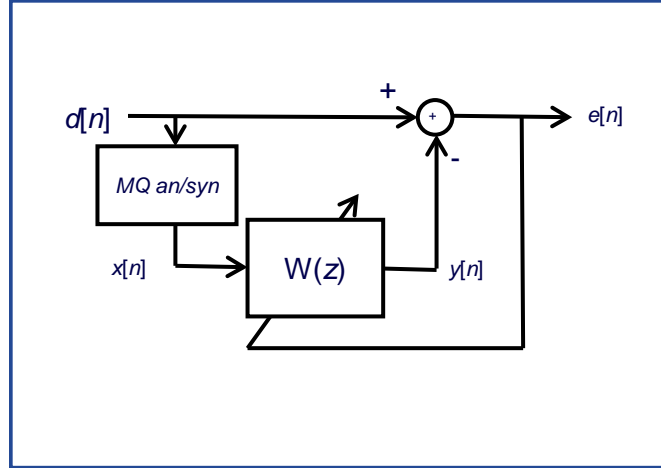 +
d[n]
+
e[n]
-
MQ an/syn
x[n]
W(z)
y[n]